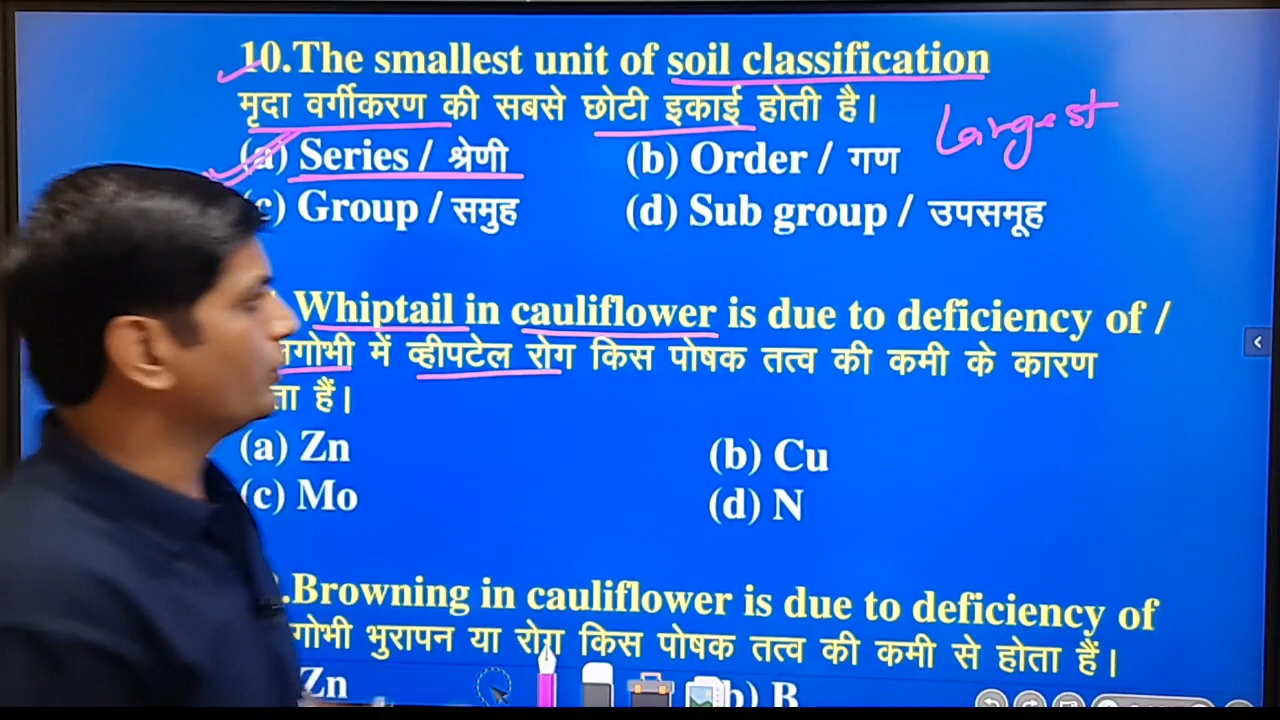 10.The smallest unit of soil classification
मृदा वर्गीकरण की सबसे छोटी इकाई होती है।
Largest
(a) Series / श्रेणी (b) Order / गण
c) Group / समुह (d) Sub group / उपसमूह
Whiptail in cauliflower is due to deficiency of /
गोभी में व्हीपटेल रोग किस पोषक तत्व की कमी के कारण
ता हैं।
(a) Zn (b) Cu
(c) Mo (d) N
.Browning in cauliflower is due to deficiency of
गोभी भुरापन या रोग किस पोषक तत्व की कमी से होता हैं।
Zn b) B